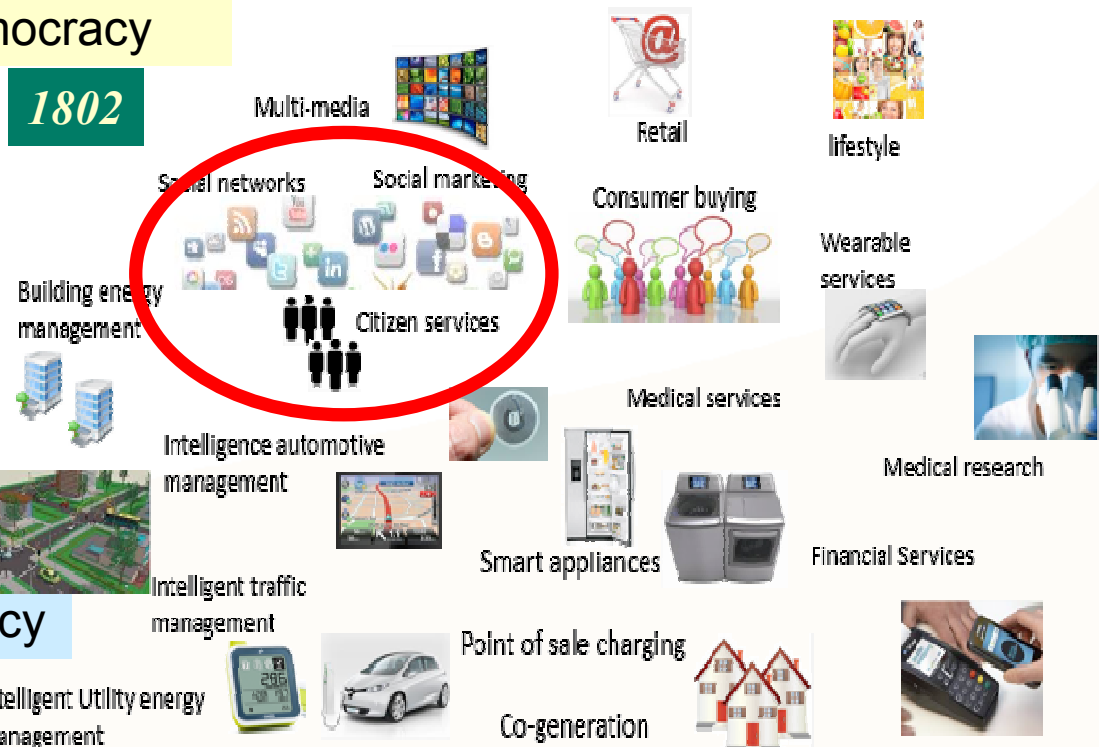 nocracy
1802
Multi-media
Retail
lifestyle
Social networks
Social marketing
Consumer buying
Wearable
services
Building energy
management
Citizen services
Medical services
Intelligence automotive
management
Medical research
Smart appliances
Financial Services
Intelligent traffic
management
cy
Point of sale charging
telligent Utility energy
anagement
Co-generation